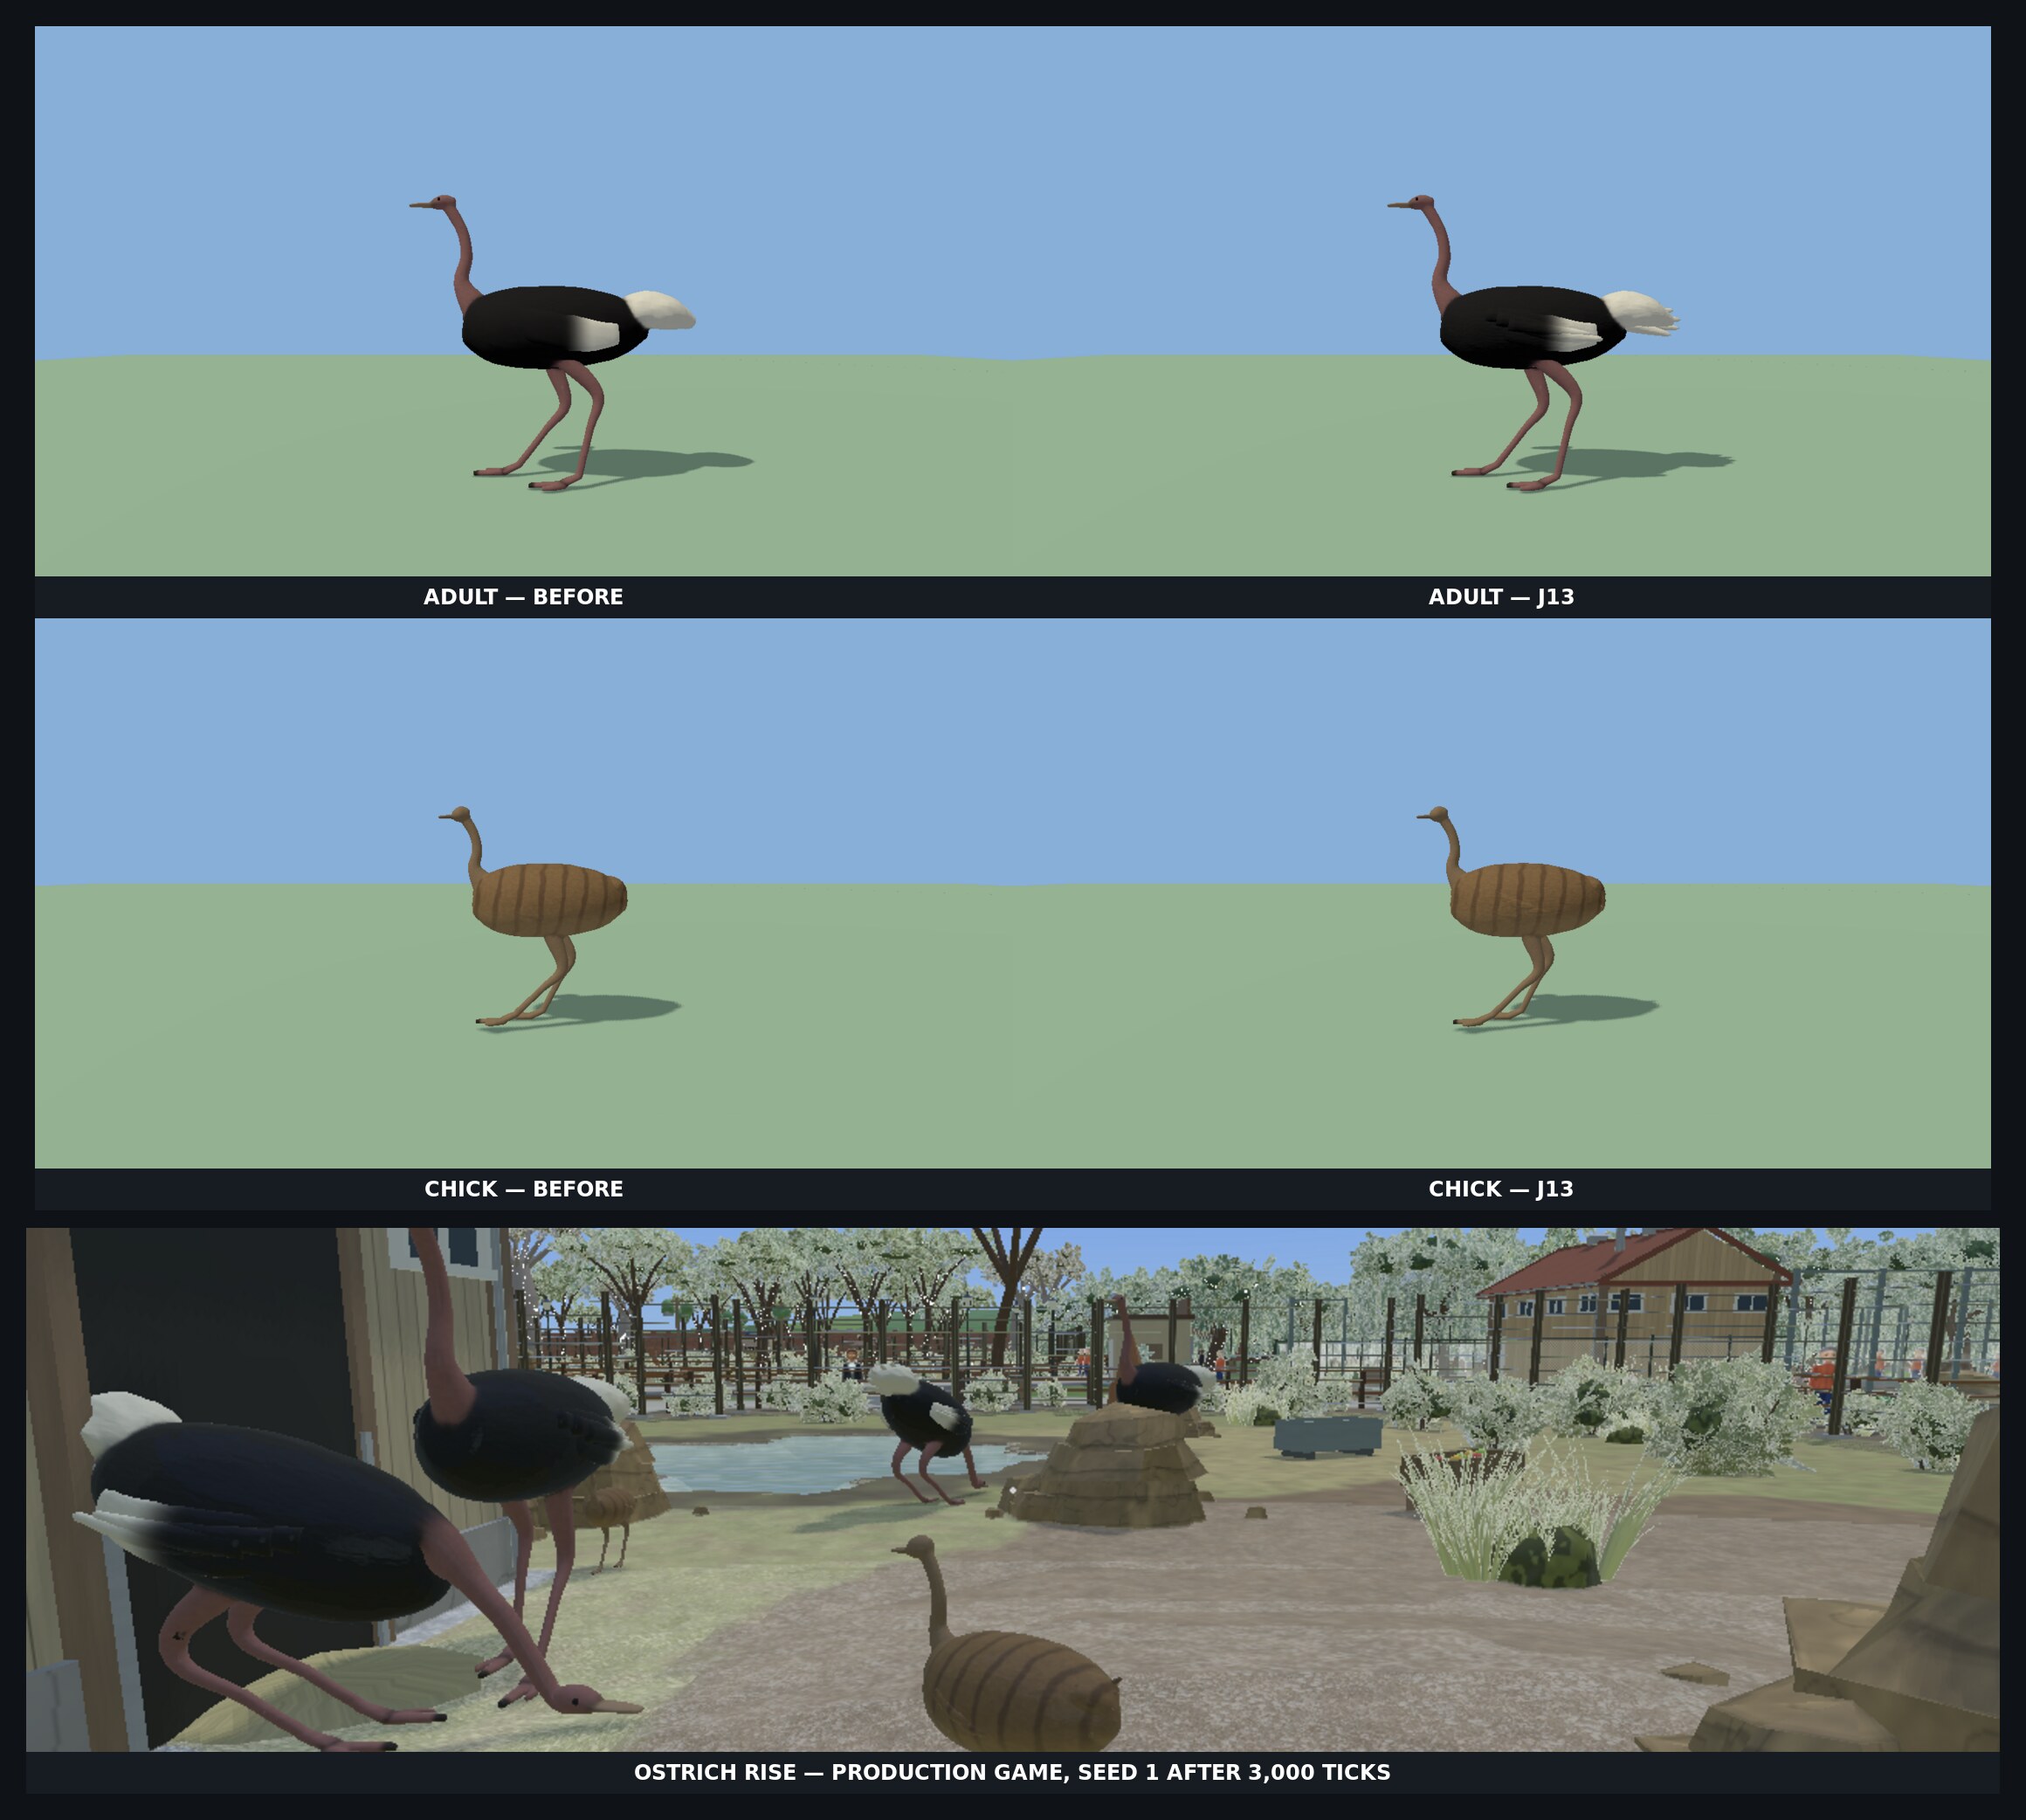 ADULT — BEFORE
ADULT — J13
CHICK — BEFORE
CHICK — J13
OSTRICH RISE — PRODUCTION GAME, SEED 1 AFTER 3,000 TICKS